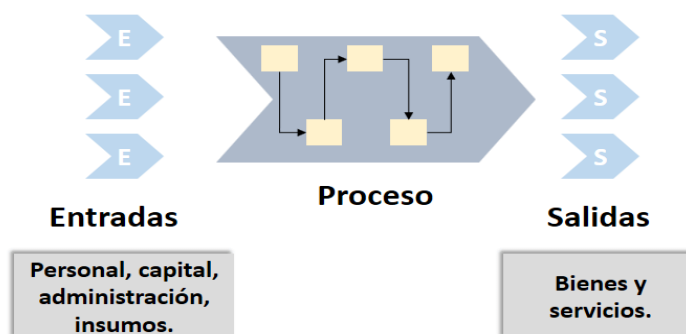 E
E
E
S
S
S
Proceso
Entradas
Salidas
Personal, capital,
administración,
insumos.
Bienes y
servicios.